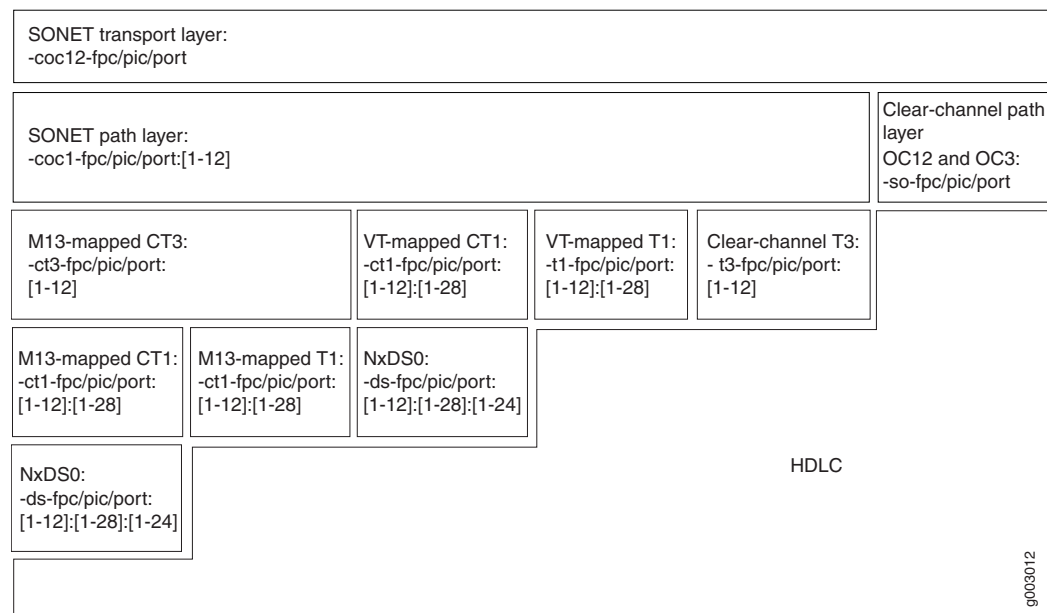 SONET transport layer:
-coc12-fpc/pic/port
SONET path layer:
-coc1-fpc/pic/port:[1-12]
Clear-channel path
layer
OC12 and OC3:
-so-fpc/pic/port
M13-mapped CT3:
-ct3-fpc/pic/port:
[1-12]
VT-mapped CT1:
-ct1-fpc/pic/port:
[1-12]:[1-28]
VT-mapped T1:
-t1-fpc/pic/port:
[1-12]:[1-28]
Clear-channel T3:
- t3-fpc/pic/port:
[1-12]
M13-mapped CT1:
-ct1-fpc/pic/port:
[1-12]:[1-28]
M13-mapped T1:
-ct1-fpc/pic/port:
[1-12]:[1-28]
NxDS0:
-ds-fpc/pic/port:
[1-12]:[1-28]:[1-24]
NxDS0:
-ds-fpc/pic/port:
[1-12]:[1-28]:[1-24]
HDLC
g003012